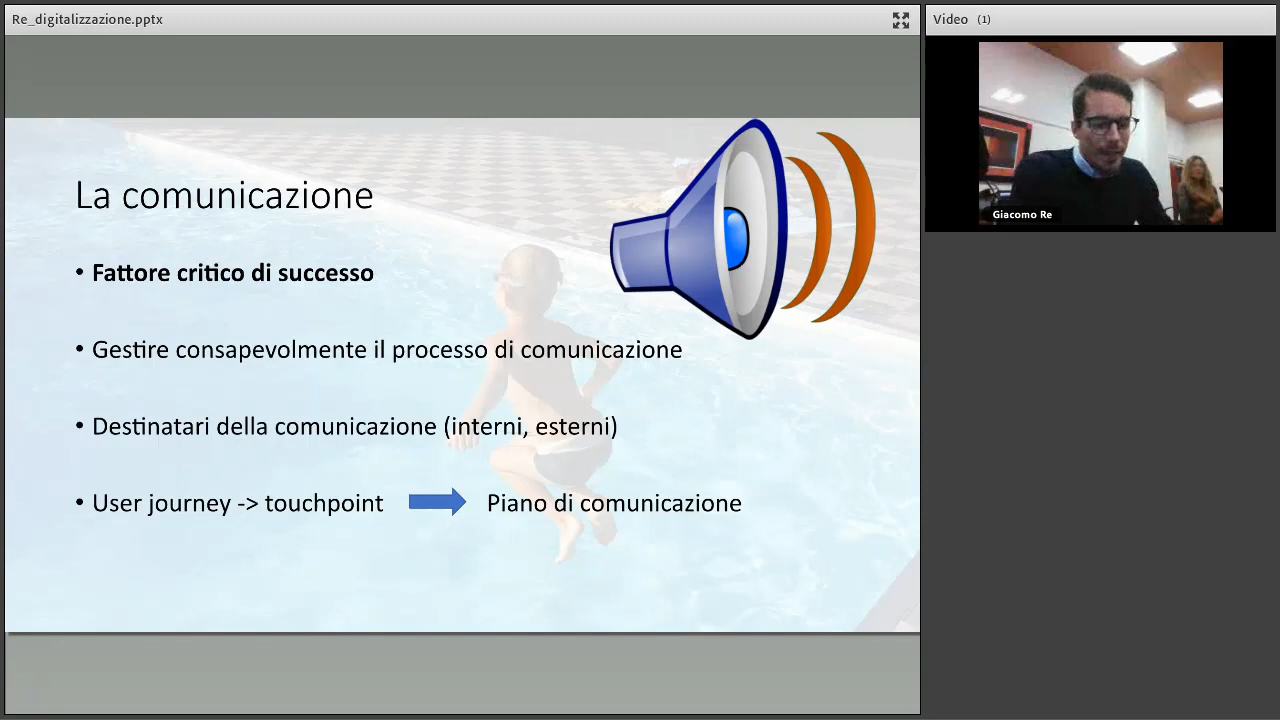 Re_digitalizzazione.pptx
Video (1)
Giacomo Re
La comunicazione
• Fattore critico di successo
• Gestire consapevolmente il processo di comunicazione
• Destinatari della comunicazione (interni, esterni)
• User journey -> touchpoint Piano di comunicazione